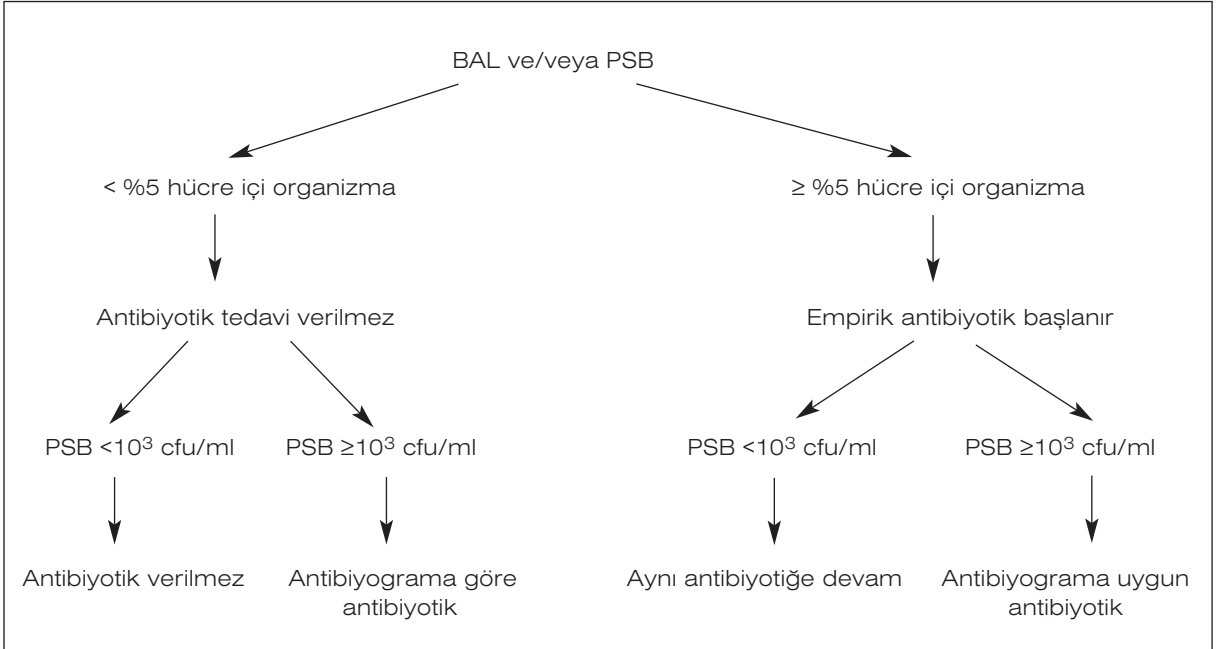 BAL ve/veya PSB
< %5 hücre içi organizma
≥ %5 hücre içi organizma
Antibiyotik tedavi verilmez
Empirik antibiyotik başlanır
PSB <10³ cfu/ml
PSB ≥10³ cfu/ml
PSB <10³ cfu/ml
PSB ≥10³ cfu/ml
Antibiyotik verilmez
Antibiyograma göre
antibiyotik
Aynı antibiyotiğe devam
Antibiyograma uygun
antibiyotik